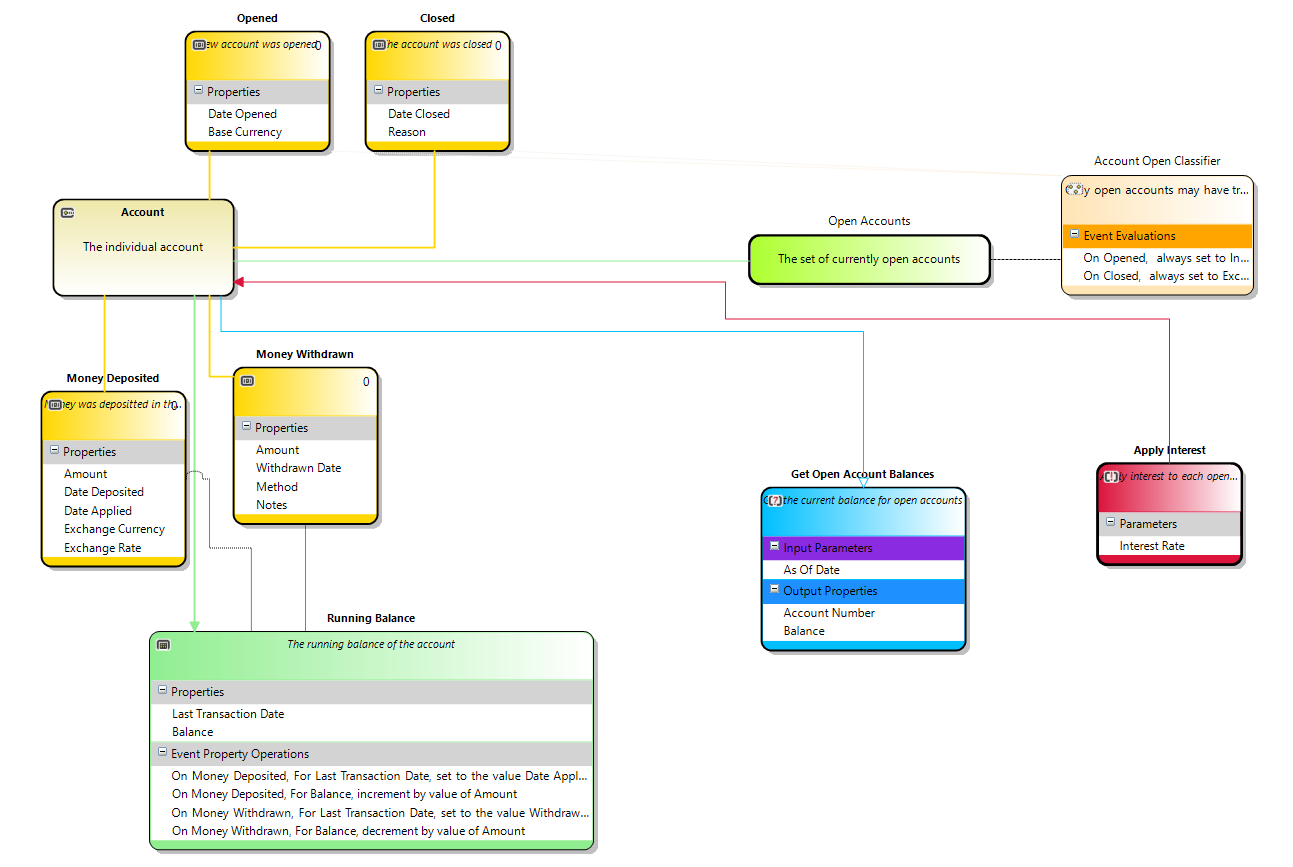 Opened
ew account was opened 0
Properties
Date Opened
Base Currency
Closed
he account was closed 0
Properties
Date Closed
Reason
Account
The individual account
Open Accounts
The set of currently open accounts
Account Open Classifier
y open accounts may have tr...
Event Evaluations
On Opened, always set to In...
On Closed, always set to Exc...
Money Deposited
ney was depositted in th... 0
Properties
Amount
Date Deposited
Date Applied
Exchange Currency
Exchange Rate
Money Withdrawn
0
Properties
Amount
Withdrawn Date
Method
Notes
Get Open Account Balances
the current balance for open accounts
Input Parameters
As Of Date
Output Properties
Account Number
Balance
Apply Interest
ly interest to each open...
Parameters
Interest Rate
Running Balance
The running balance of the account
Properties
Last Transaction Date
Balance
Event Property Operations
On Money Deposited, For Last Transaction Date, set to the value Date Appl...
On Money Deposited, For Balance, increment by value of Amount
On Money Withdrawn, For Last Transaction Date, set to the value Withdraw...
On Money Withdrawn, For Balance, decrement by value of Amount